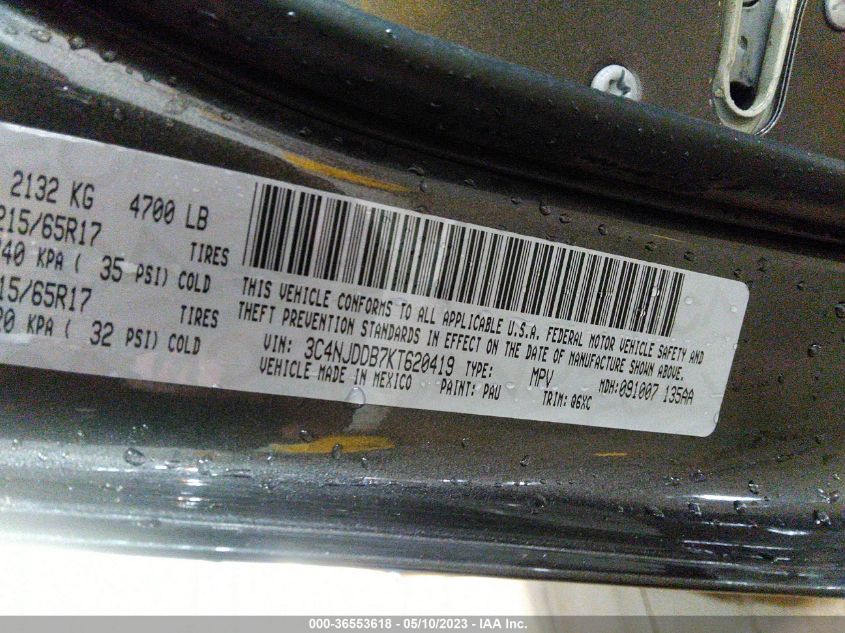 2132 KG 4700 LB
215/65R17 TIRES
240 KPA ( 35 PSI) COLD
215/65R17 TIRES
220 KPA ( 32 PSI) COLD
THIS VEHICLE CONFORMS TO ALL APPLICABLE U.S.A. FEDERAL MOTOR VEHICLE SAFETY AND
THEFT PREVENTION STANDARDS IN EFFECT ON THE DATE OF MANUFACTURE SHOWN ABOVE.
VIN: 3C4NJDDB7KT620419 TYPE: MPV MDH:091007 135AA
VEHICLE MADE IN MEXICO PAINT: PAU TRIM: Q6XC
000-36553618 - 05/10/2023 - IAA Inc.